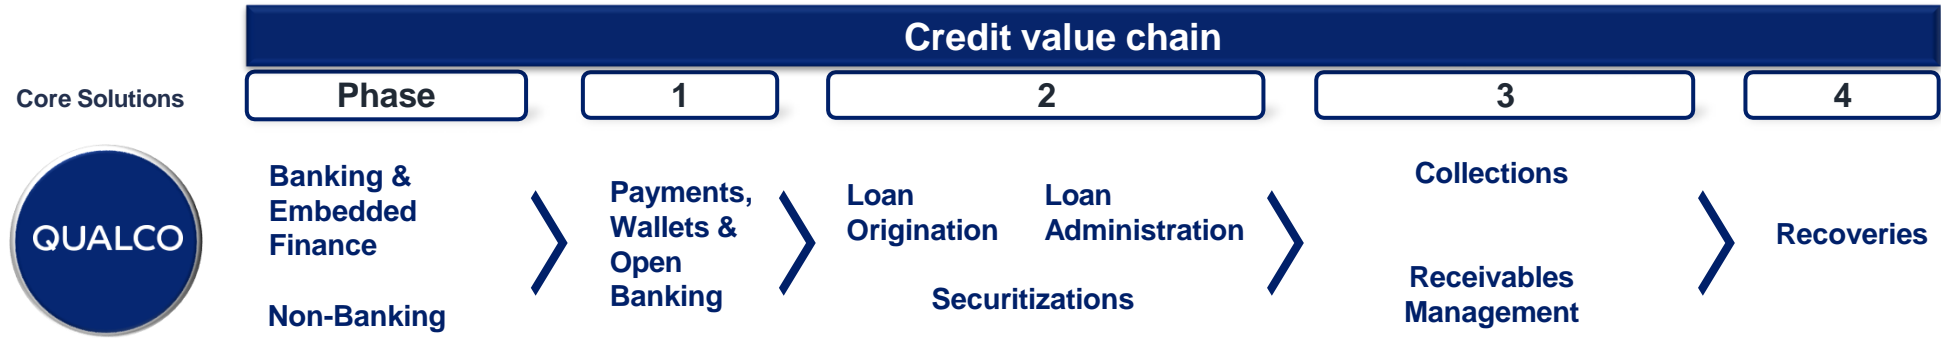 Credit value chain
Core Solutions
Phase
1
2
3
4
QUALCO
Banking &
Embedded
Finance
Non-Banking
Payments,
Wallets &
Open
Banking
Loan
Origination
Loan
Administration
Securitizations
Collections
Receivables
Management
Recoveries